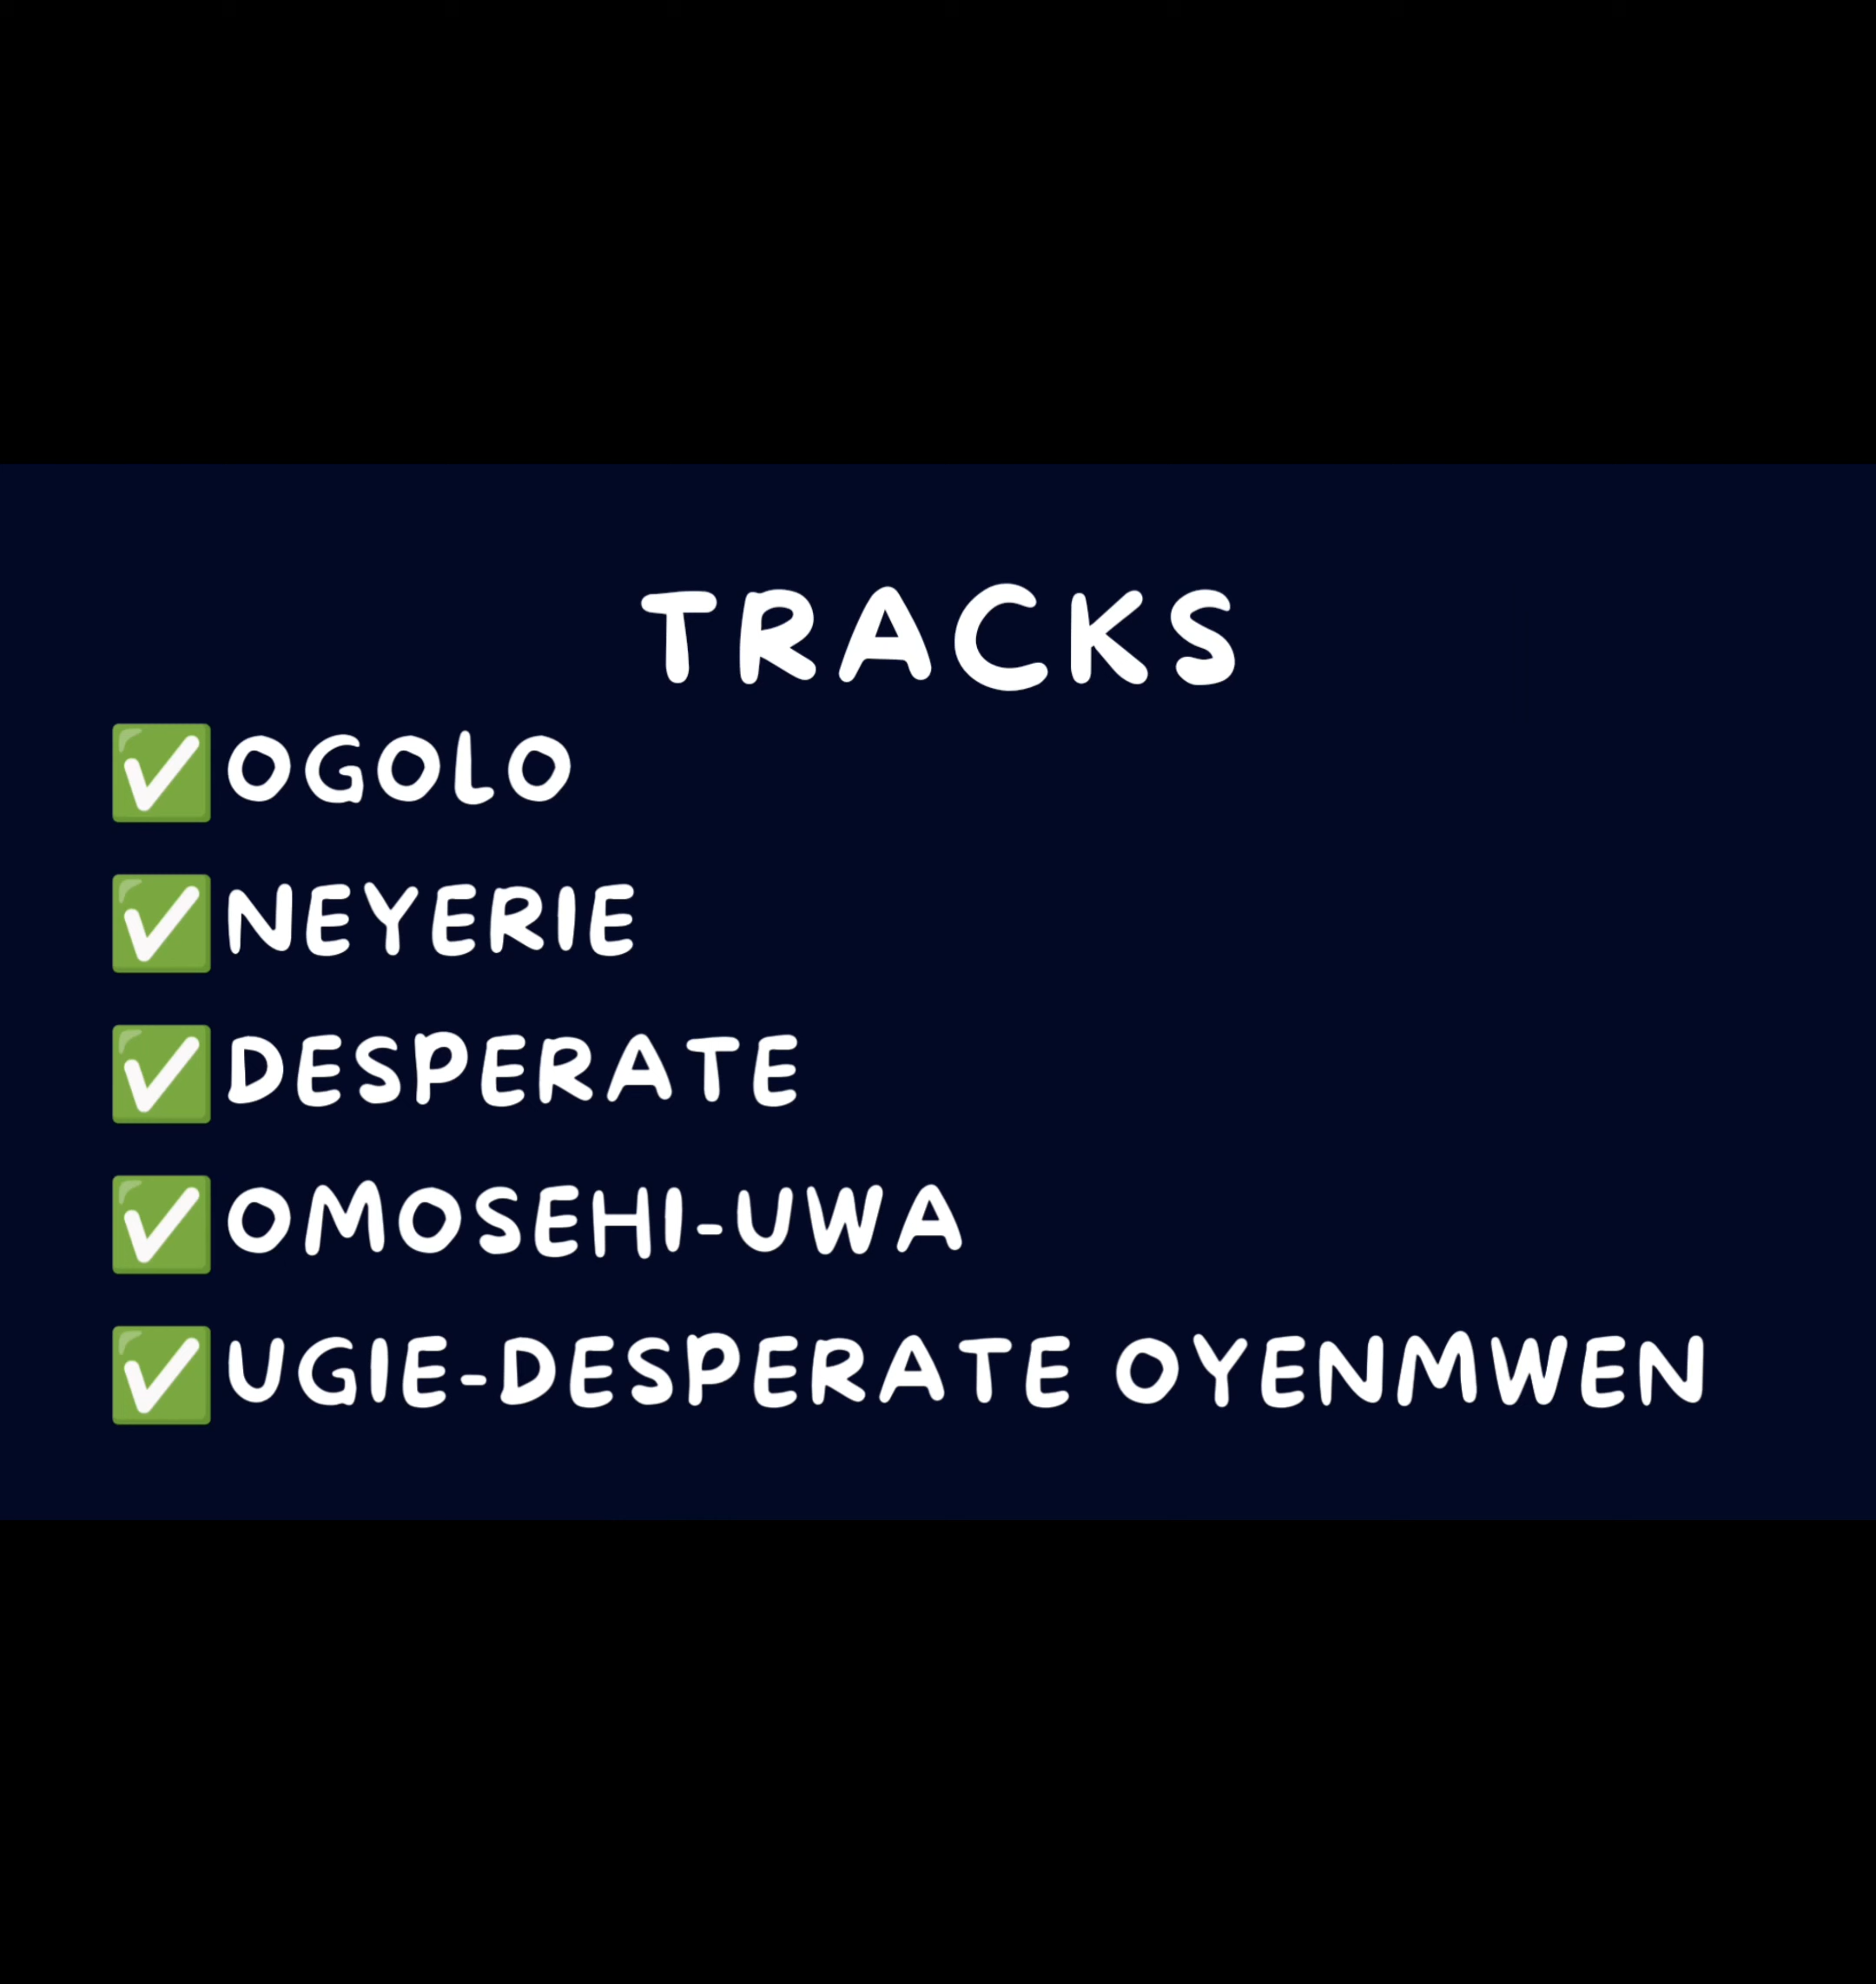 TRACKS
✅OGOLO
✅NEYERIE
✅DESPERATE
✅OMOSEHI-UWA
✅UGIE-DESPERATE OYENMWEN